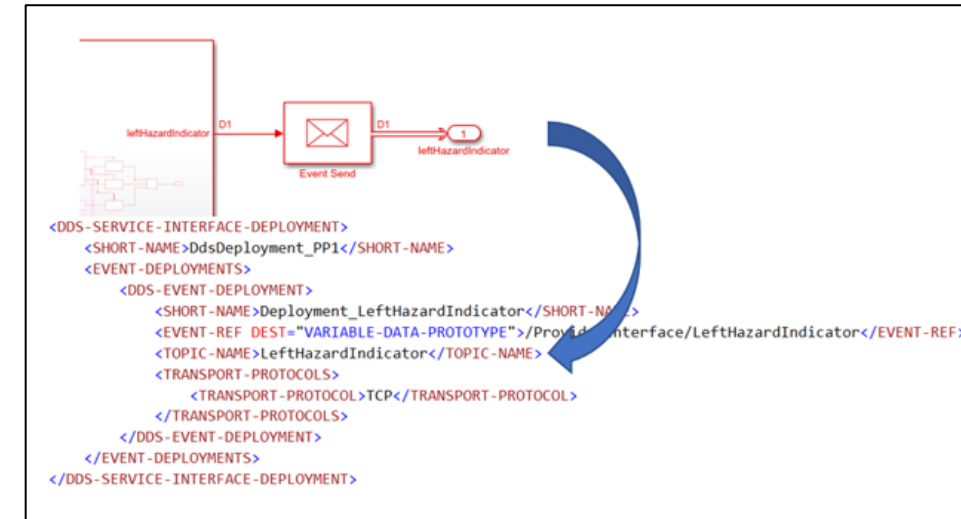 leftHazardIndicator
D1
D1
1
leftHazardIndicator
Event Send
<DDS-SERVICE-INTERFACE-DEPLOYMENT>
<SHORT-NAME>DdsDeployment_PP1</SHORT-NAME>
<EVENT-DEPLOYMENTS>
<DDS-EVENT-DEPLOYMENT>
<SHORT-NAME>Deployment_LeftHazardIndicator</SHORT-NA E>
<EVENT-REF DEST="VARIABLE-DATA-PROTOTYPE">/Provid nterface/LeftHazardIndicator</EVENT-REF>
<TOPIC-NAME>LeftHazardIndicator</TOPIC-NAME>
<TRANSPORT-PROTOCOLS>
<TRANSPORT-PROTOCOL>TCP</TRANSPORT-PROTOCOL>
</TRANSPORT-PROTOCOLS>
</DDS-EVENT-DEPLOYMENT>
</EVENT-DEPLOYMENTS>
</DDS-SERVICE-INTERFACE-DEPLOYMENT>